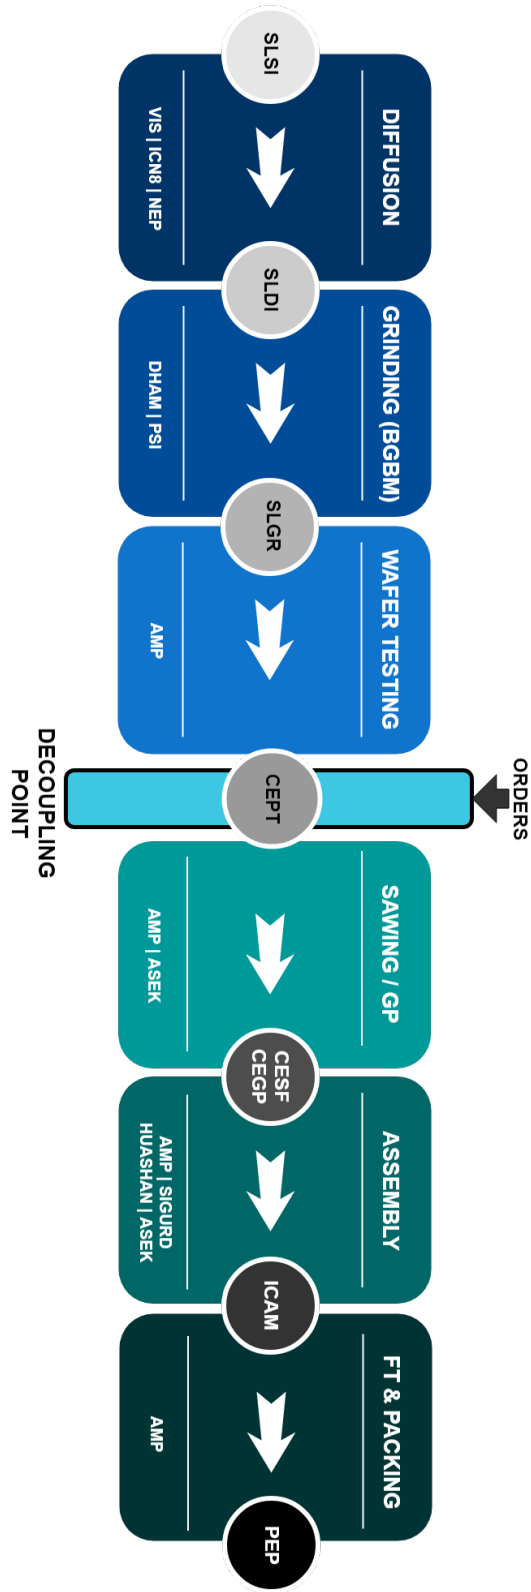 ORDERS
DIFFUSION
SLSI
VIS | ICN8 | NEP
GRINDING (BGBM)
SLDI
DHAM | PSI
WAFER TESTING
SLGR
AMP
CEPT
DECOUPLING
POINT
SAWING / GP
AMP | ASEK
CESF
CEGP
ASSEMBLY
AMP | SIGURD
HUASHAN | ASEK
ICAM
FT & PACKING
AMP
PEP